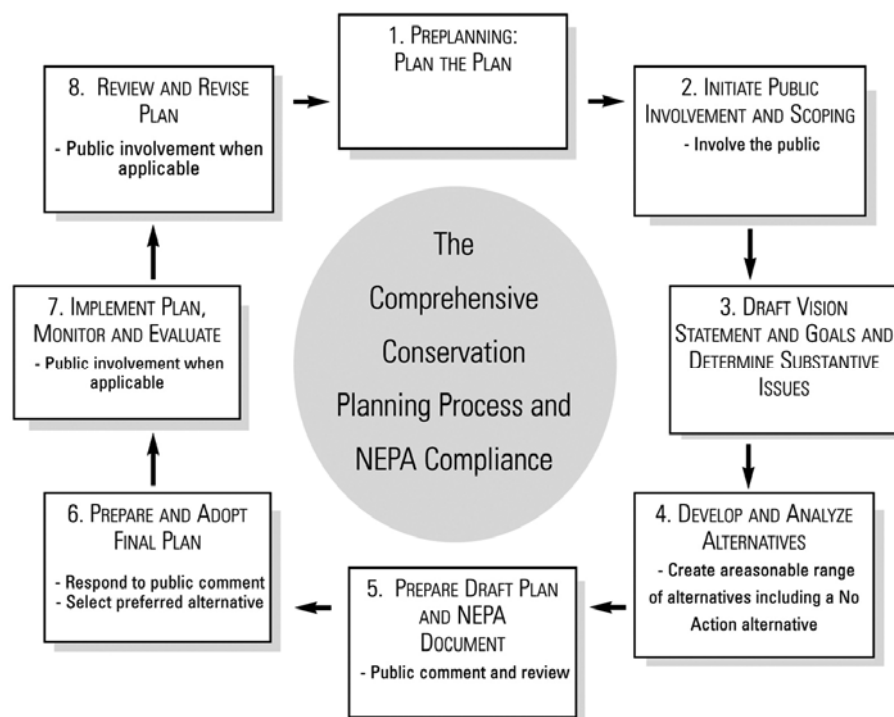 1. PREPLANNING:
PLAN THE PLAN
2. INITIATE PUBLIC
INVOLVEMENT AND SCOPING
- Involve the public
3. DRAFT VISION
STATEMENT AND GOALS AND
DETERMINE SUBSTANTIVE
ISSUES
4. DEVELOP AND ANALYZE
ALTERNATIVES
- Create areasonable range
of alternatives including a No
Action alternative
5. PREPARE DRAFT PLAN
AND NEPA
DOCUMENT
- Public comment and review
6. PREPARE AND ADOPT
FINAL PLAN
- Respond to public comment
- Select preferred alternative
7. IMPLEMENT PLAN,
MONITOR AND EVALUATE
- Public involvement when
applicable
8. REVIEW AND REVISE
PLAN
- Public involvement when
applicable
The
Comprehensive
Conservation
Planning Process and
NEPA Compliance